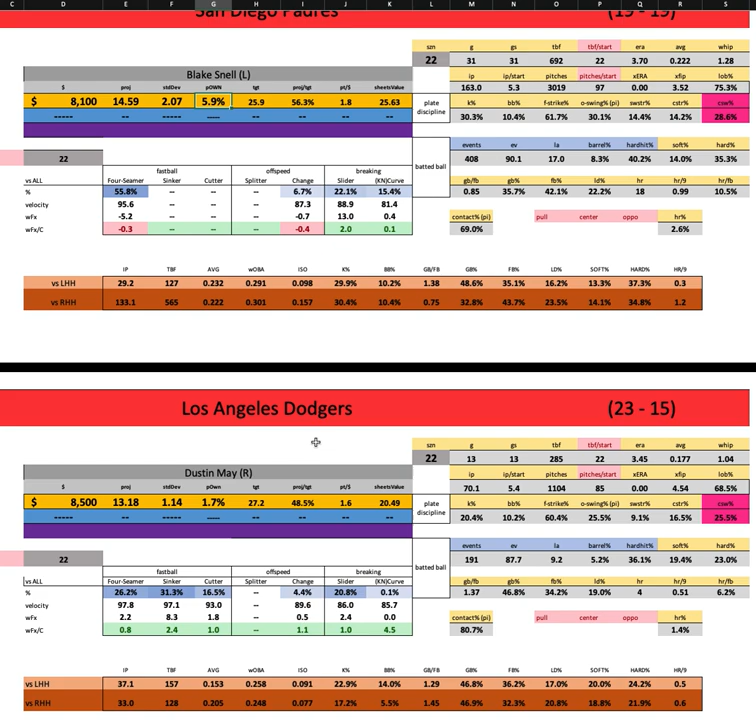 C D E F G H I J K L M N O P Q R S
San Diego Padres (19 - 19)
szn g gs tbf tbf/start era avg whip
22 31 31 692 22 3.70 0.222 1.28
Blake Snell (L) ip ip/start pitches pitches/start xERA xfip lob%
$ proj stdDev pOWN tgt proj/tgt pt/$ sheetsValue 163.0 5.3 3019 97 0.00 3.52 75.3%
$ 8,100 14.59 2.07 5.9% 25.9 56.3% 1.8 25.63 plate discipline k% bb% f-strike% o-swing% (pi) swstr% cstr% csw%
----- -- -- ---- -- -- -- -- 30.3% 10.4% 61.7% 30.1% 14.4% 14.2% 28.6%
events ev la barrel% hardhit% soft% hard%
22 batted ball 408 90.1 17.0 8.3% 40.2% 14.0% 35.3%
fastball offspeed breaking
vs ALL Four-Seamer Sinker Cutter Splitter Change Slider (KN)Curve gb/fb gb% fb% ld% hr hr/9 hr/fb
% 55.8% -- -- -- 6.7% 22.1% 15.4% 0.85 35.7% 42.1% 22.2% 18 0.99 10.5%
velocity 95.6 -- -- -- 87.3 88.9 81.4
wFx -5.2 -- -- -- -0.7 13.0 0.4 contact% (pi) pull center oppo hr%
wFx/C -0.3 -- -- -- -0.4 2.0 0.1 69.0% 2.6%
IP TBF AVG wOBA ISO K% BB% GB/FB GB% FB% LD% SOFT% HARD% HR/9
vs LHH 29.2 127 0.232 0.291 0.098 29.9% 10.2% 1.38 48.6% 35.1% 16.2% 13.3% 37.3% 0.3
vs RHH 133.1 565 0.222 0.301 0.157 30.4% 10.4% 0.75 32.8% 43.7% 23.5% 14.1% 34.8% 1.2
Los Angeles Dodgers (23 - 15)
szn g gs tbf tbf/start era avg whip
22 13 13 285 22 3.45 0.177 1.04
Dustin May (R) ip ip/start pitches pitches/start xERA xfip lob%
$ proj stdDev pOwn tgt proj/tgt pt/$ sheetsValue 70.1 5.4 1104 85 0.00 4.54 68.5%
$ 8,500 13.18 1.14 1.7% 27.2 48.5% 1.6 20.49 plate discipline k% bb% f-strike% o-swing% (pi) swstr% cstr% csw%
----- -- -- ---- -- -- -- -- 20.4% 10.2% 60.4% 25.5% 9.1% 16.5% 25.5%
events ev la barrel% hardhit% soft% hard%
22 batted ball 191 87.7 9.2 5.2% 36.1% 19.4% 23.0%
fastball offspeed breaking
vs ALL Four-Seamer Sinker Cutter Splitter Change Slider (KN)Curve gb/fb gb% fb% ld% hr hr/9 hr/fb
% 26.2% 31.3% 16.5% -- 4.4% 20.8% 0.1% 1.37 46.8% 34.2% 19.0% 4 0.51 6.2%
velocity 97.8 97.1 93.0 -- 89.6 86.0 85.7
wFx 2.2 8.3 1.8 -- 0.5 2.4 0.0 contact% (pi) pull center oppo hr%
wFx/C 0.8 2.4 1.0 -- 1.1 1.0 4.5 80.7% 1.4%
IP TBF AVG wOBA ISO K% BB% GB/FB GB% FB% LD% SOFT% HARD% HR/9
vs LHH 37.1 157 0.153 0.258 0.091 22.9% 14.0% 1.29 46.8% 36.2% 17.0% 20.0% 24.2% 0.5
vs RHH 33.0 128 0.205 0.248 0.077 17.2% 5.5% 1.45 46.9% 32.3% 20.8% 18.8% 21.9% 0.6